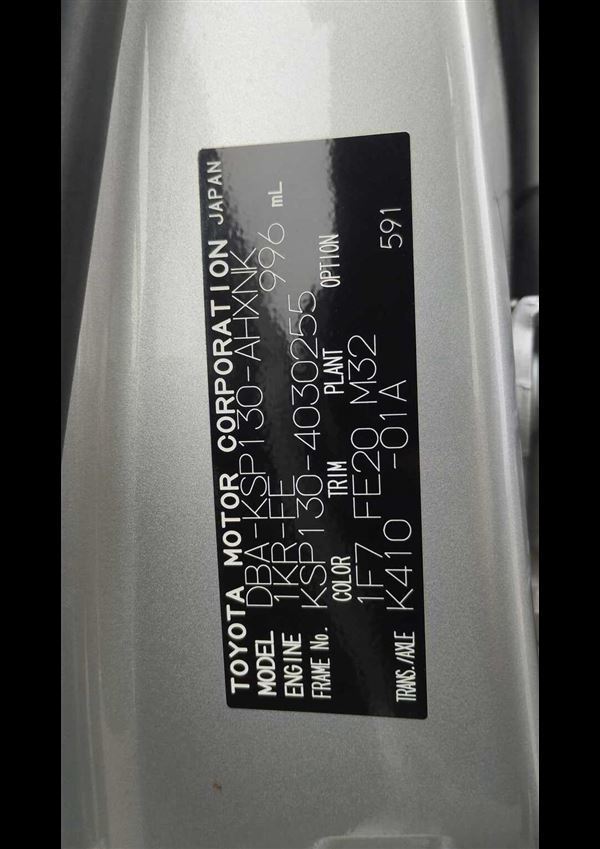 TOYOTA MOTOR CORPORATION JAPAN
MODEL DBA-KSP130-AHXNK
ENGINE 1KR-FE 996 mL
FRAME No. KSP130-4030255
COLOR TRIM PLANT OPTION
1F7 FE20 M32
TRANS./AXLE K410 -01A 591